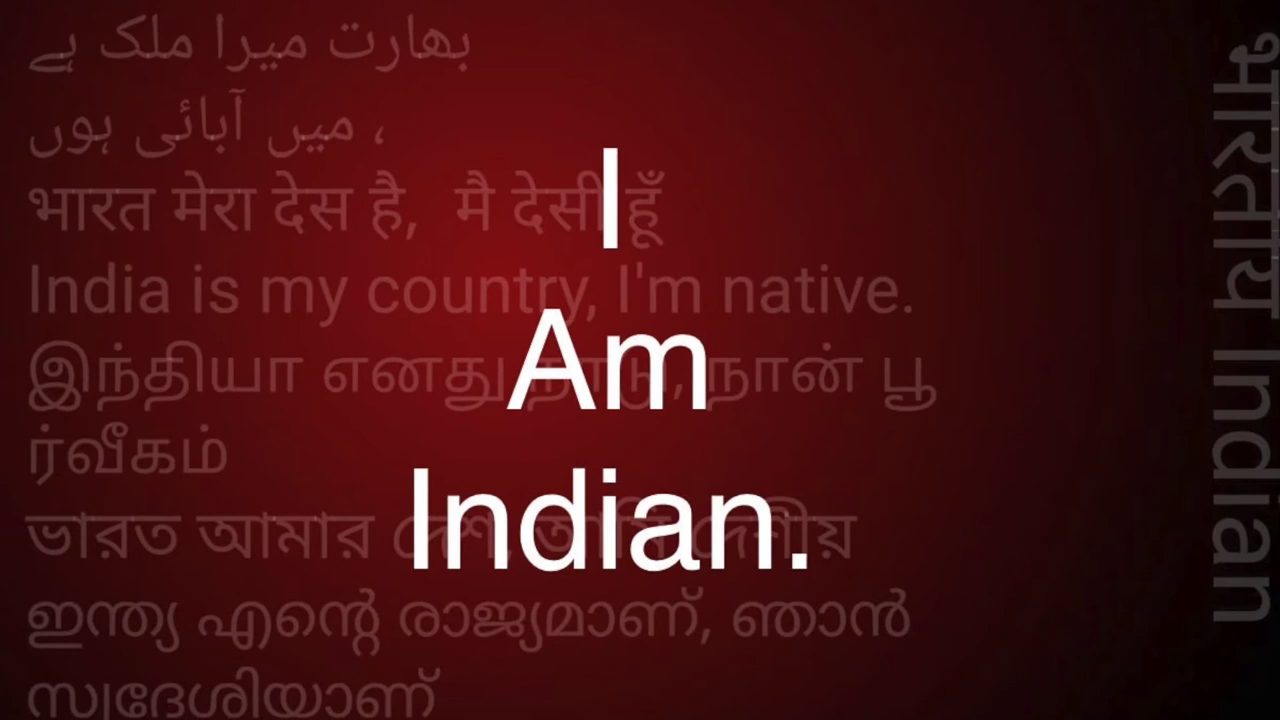 بھارت میرا ملک ہے
، میں آبائی ہوں
भारत मेरा देस है, मै देसी हूँ
India is my country, I'm native.
இந்தியா எனது நாடு, நான் பூ
ர்வீகம்
ভারত আমার দেশ, আমি দেশীয়
ഇന്ത്യ എന്റെ രാജ്യമാണ്, ഞാൻ
സ്വദേശിയാണ്
I
Am
Indian.
भारतीय Indian